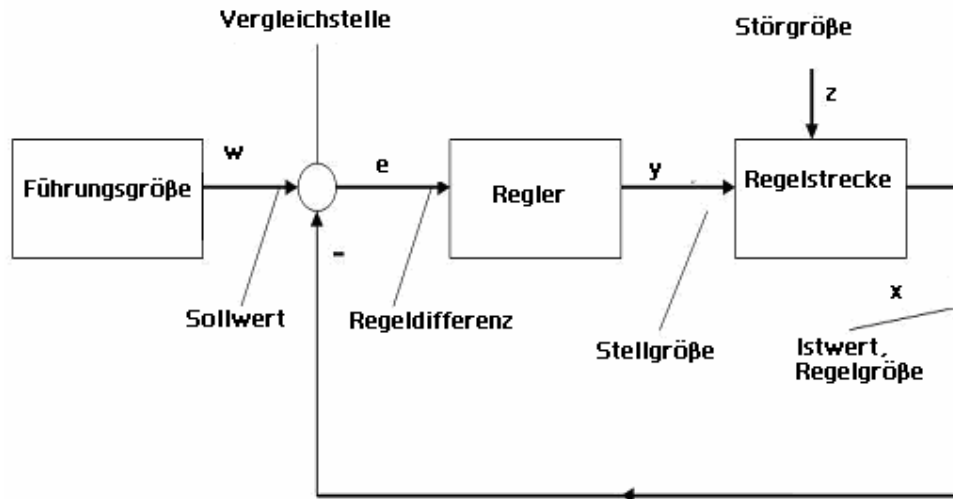 Vergleichstelle
Störgröße
z
w
e
y
Führungsgröße
Regler
Regelstrecke
-
Sollwert
Regeldifferenz
Stellgröße
x
Istwert,
Regelgröße